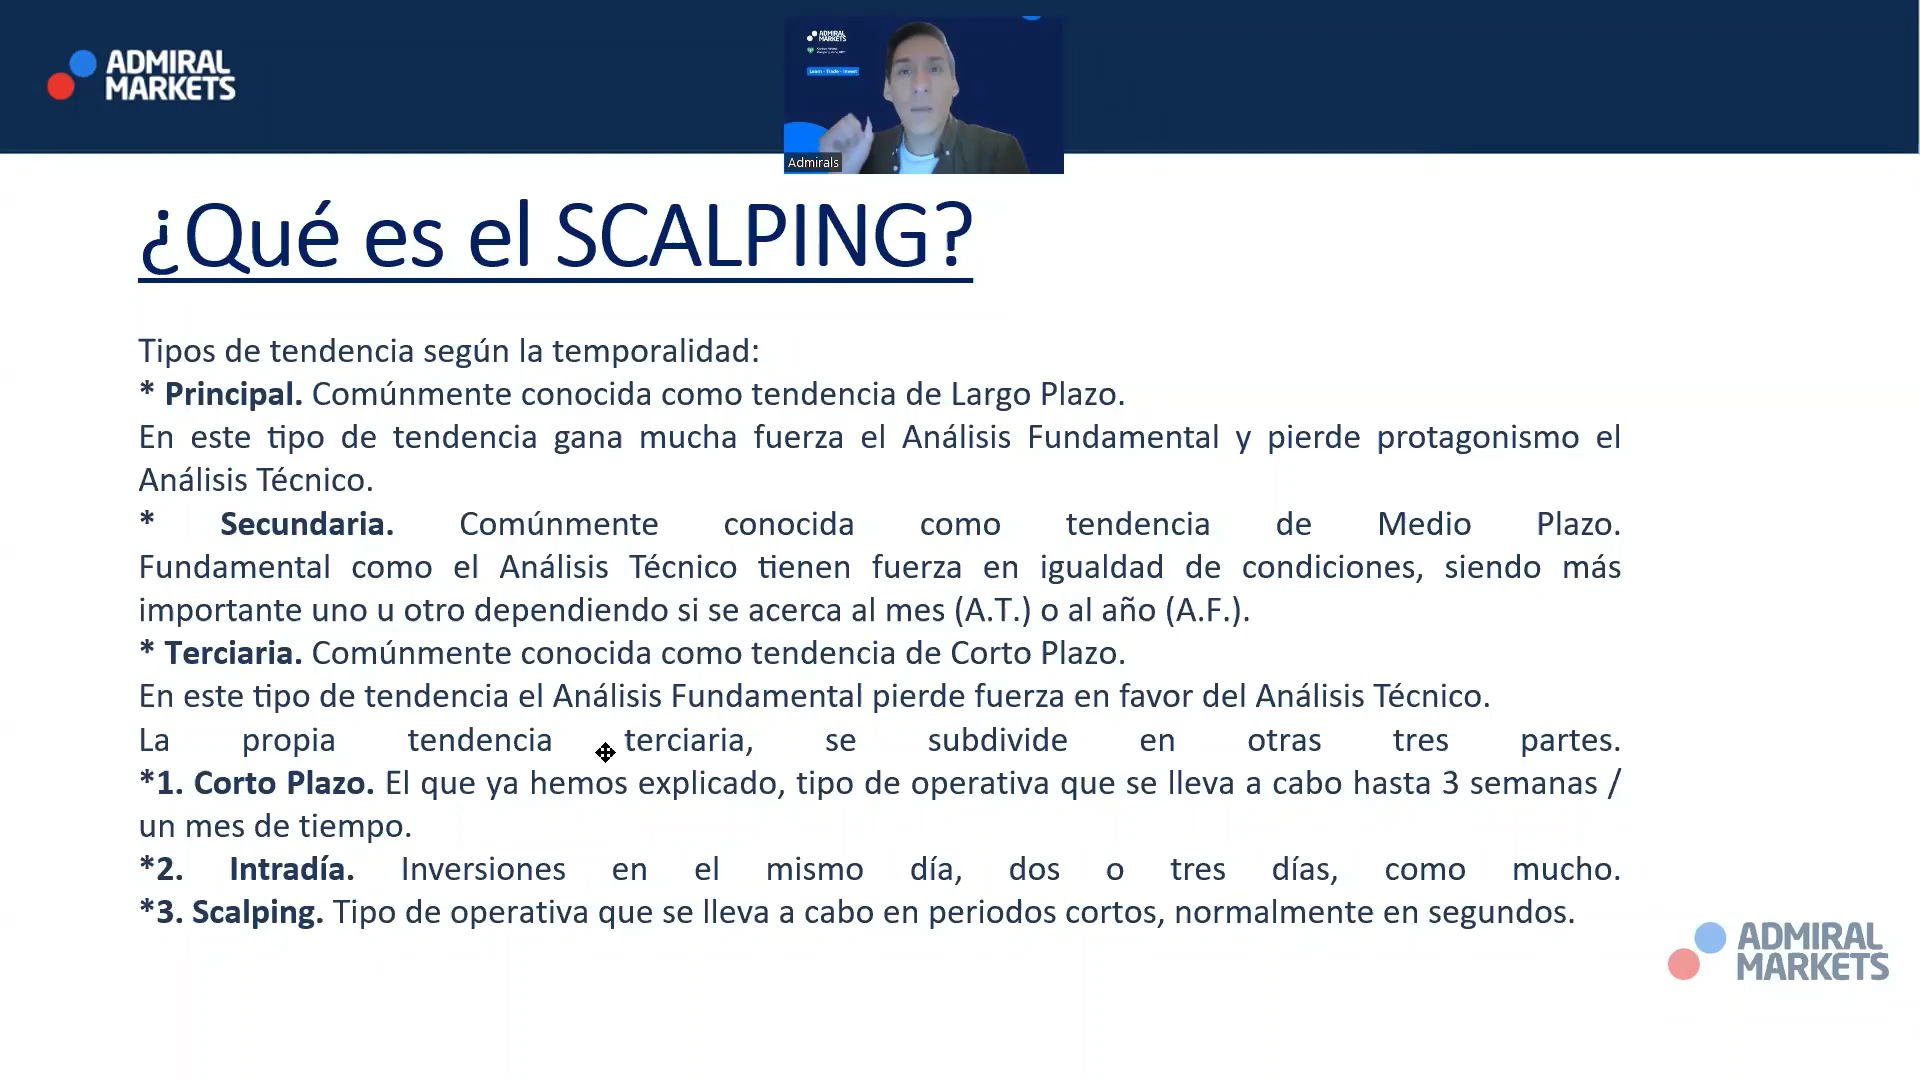 ADMIRAL
MARKETS
ADMIRAL
MARKETS
Learn - Trade - Invest
Admirals
¿Qué es el SCALPING?
Tipos de tendencia según la temporalidad:
* Principal. Comúnmente conocida como tendencia de Largo Plazo.
En este tipo de tendencia gana mucha fuerza el Análisis Fundamental y pierde protagonismo el
Análisis Técnico.
* Secundaria. Comúnmente conocida como tendencia de Medio Plazo.
Fundamental como el Análisis Técnico tienen fuerza en igualdad de condiciones, siendo más
importante uno u otro dependiendo si se acerca al mes (A.T.) o al año (A.F.).
* Terciaria. Comúnmente conocida como tendencia de Corto Plazo.
En este tipo de tendencia el Análisis Fundamental pierde fuerza en favor del Análisis Técnico.
La propia tendencia terciaria, se subdivide en otras tres partes.
*1. Corto Plazo. El que ya hemos explicado, tipo de operativa que se lleva a cabo hasta 3 semanas /
un mes de tiempo.
*2. Intradía. Inversiones en el mismo día, dos o tres días, como mucho.
*3. Scalping. Tipo de operativa que se lleva a cabo en periodos cortos, normalmente en segundos.
ADMIRAL
MARKETS